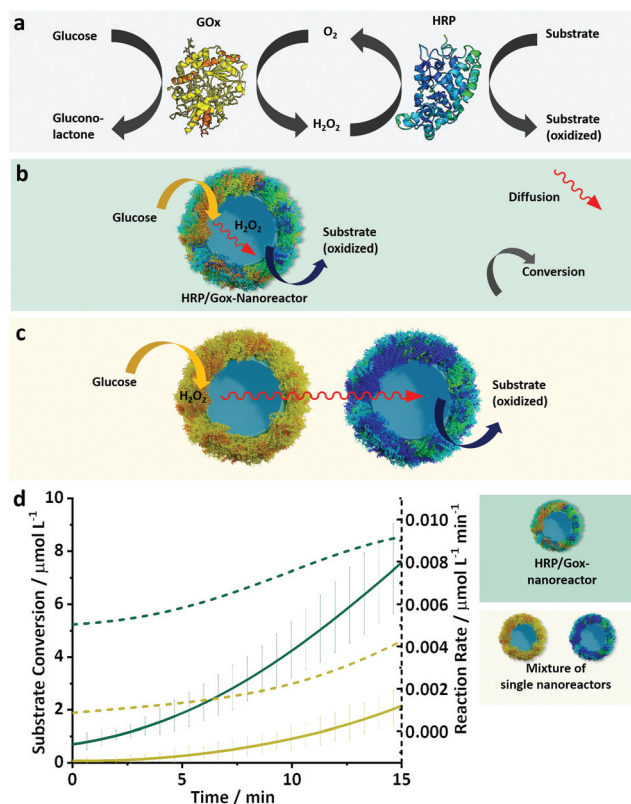 a
Glucose
GOx
O2
HRP
Substrate
Glucono-
lactone
H2O2
Substrate
(oxidized)
b
Glucose
H2O2
Substrate
(oxidized)
HRP/Gox-Nanoreactor
Diffusion
Conversion
c
Glucose
H2O2
Substrate
(oxidized)
d
Substrate Conversion / μmol L-1
10
8
6
4
2
0
0
5
10
15
Time / min
0.010
0.008
0.006
0.004
0.002
0.000
Reaction Rate / μmol L-1 min-1
HRP/Gox-
nanoreactor
Mixture of
single nanoreactors